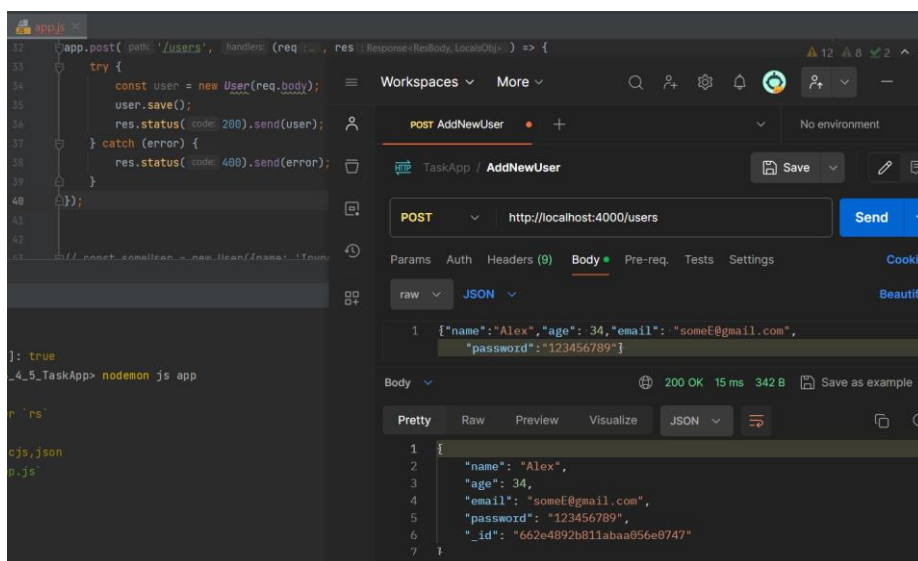 app.js
32 app.post( path: '/users', handlers: (req :... , res : Response<ResBody, LocalsObj> ) => {
12 8 2
33 try {
34 const user = new User(req.body);
35 user.save();
36 res.status( code: 200).send(user);
37 } catch (error) {
38 res.status( code: 400).send(error);
39 }
40 });
41
42
Workspaces More
POST AddNewUser
No environment
HTTP TaskApp / AddNewUser
Save
POST http://localhost:4000/users
Send
Params Auth Headers (9) Body Pre-req. Tests Settings
Cooki
raw JSON
Beautif
1 {"name":"Alex","age": 34,"email": "someE@gmail.com",
"password":"123456789"}
Body 200 OK 15 ms 342 B Save as example
Pretty Raw Preview Visualize JSON
1 {
2 "name": "Alex",
3 "age": 34,
4 "email": "someE@gmail.com",
5 "password": "123456789",
6 "_id": "662e4892b811abaa056e0747"
7 }
]: true
_4_5_TaskApp> nodemon js app
r `rs`
cjs,json
p.js`